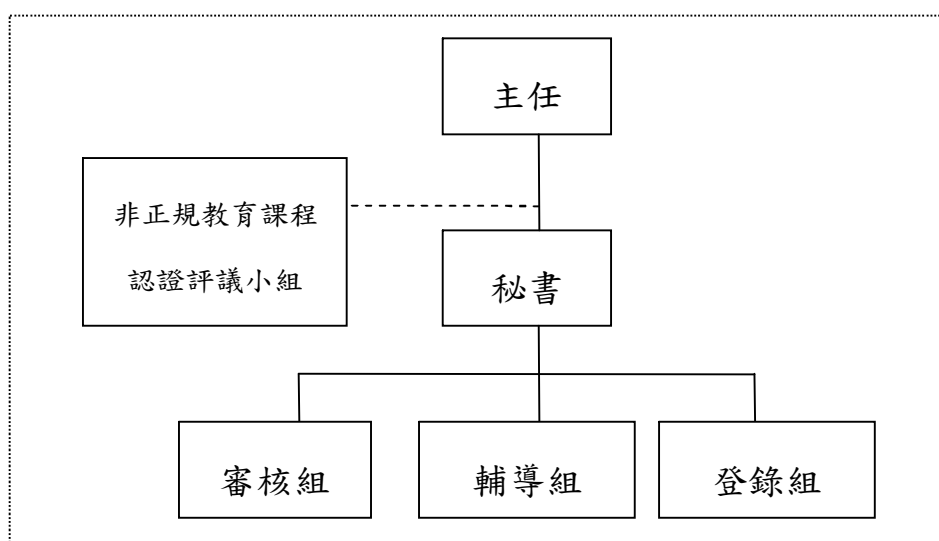 主任
非正規教育課程
認證評議小組
秘書
審核組
輔導組
登錄組